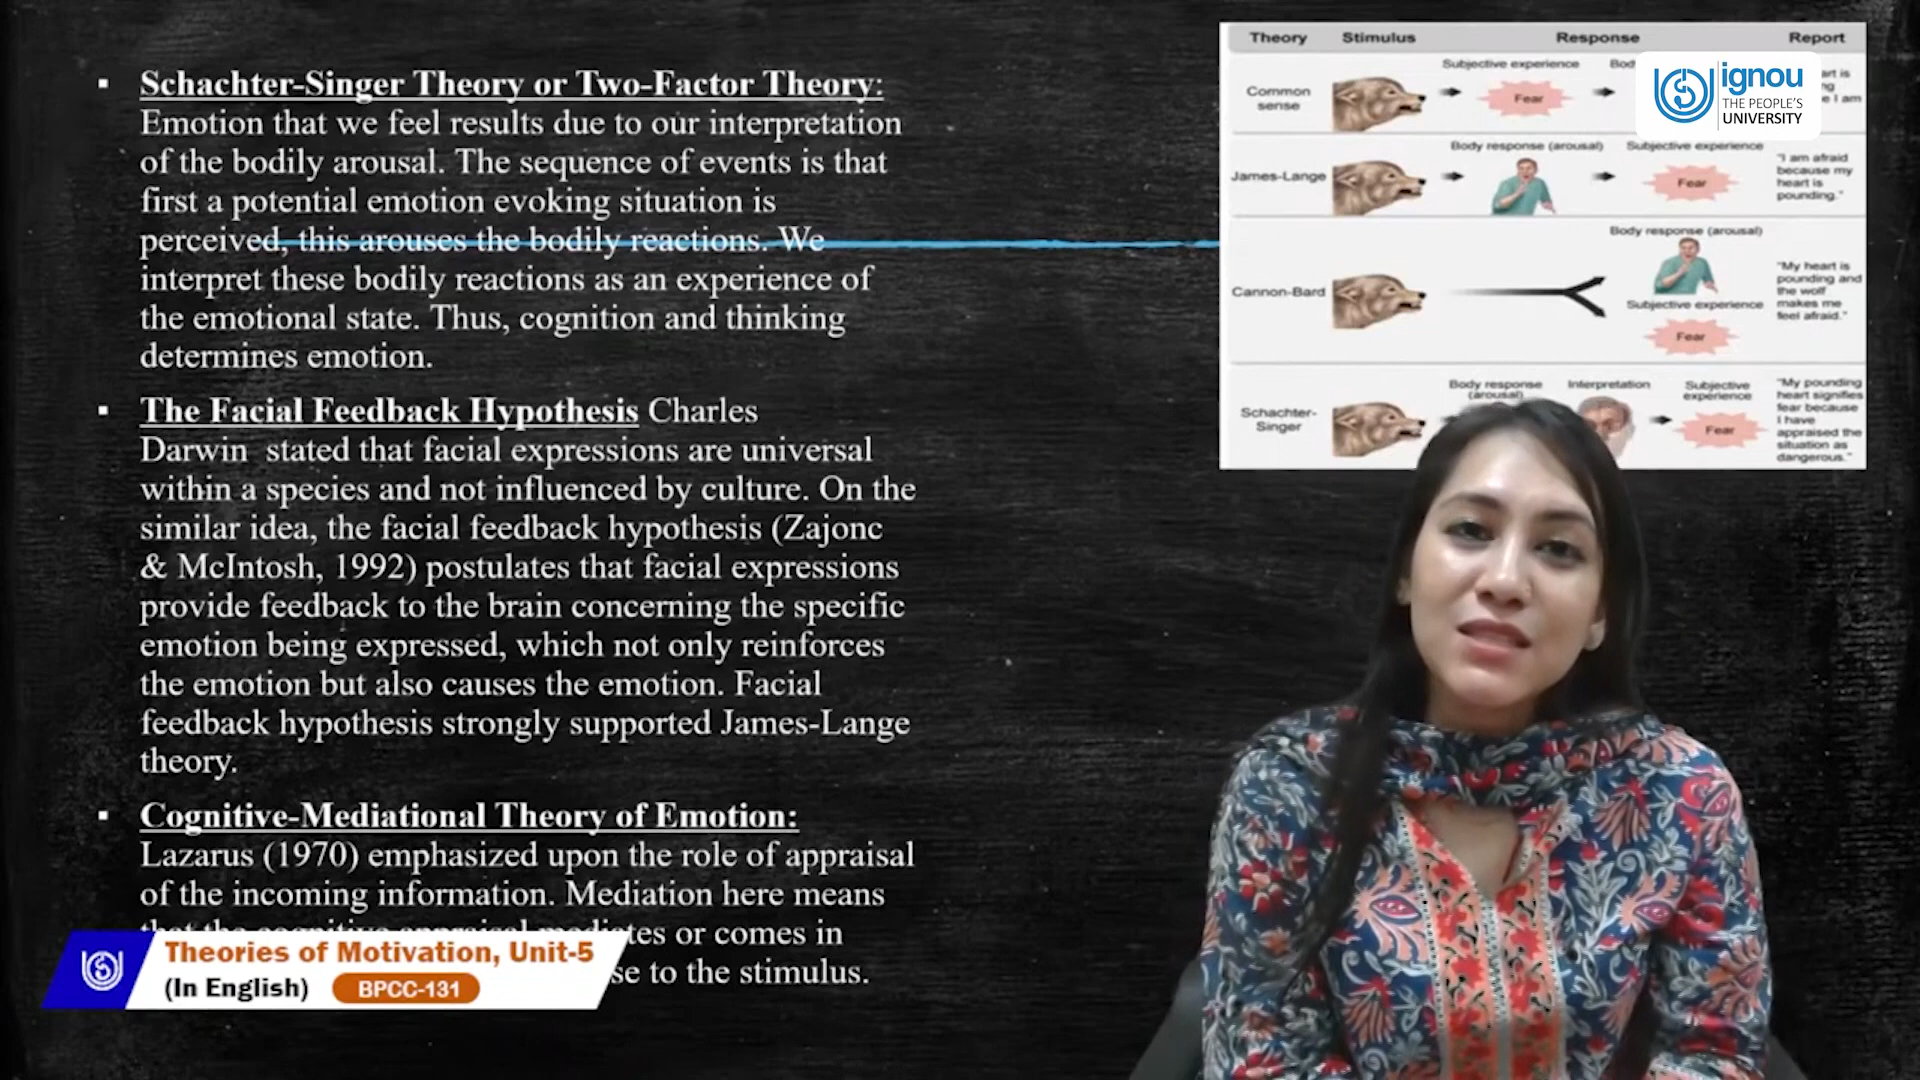 Schachter-Singer Theory or Two-Factor Theory:
Emotion that we feel results due to our interpretation
of the bodily arousal. The sequence of events is that
first a potential emotion evoking situation is
perceived, this arouses the bodily reactions. We
interpret these bodily reactions as an experience of
the emotional state. Thus, cognition and thinking
determines emotion.
The Facial Feedback Hypothesis Charles
Darwin stated that facial expressions are universal
within a species and not influenced by culture. On the
similar idea, the facial feedback hypothesis (Zajonc
& McIntosh, 1992) postulates that facial expressions
provide feedback to the brain concerning the specific
emotion being expressed, which not only reinforces
the emotion but also causes the emotion. Facial
feedback hypothesis strongly supported James-Lange
theory.
Cognitive-Mediational Theory of Emotion:
Lazarus (1970) emphasized upon the role of appraisal
of the incoming information. Mediation here means
that the cognitive appraisal mediates or comes in
to the stimulus.
Theories of Motivation, Unit-5
(In English) BPCC-131
Theory Stimulus Response Report
Subjective experience
Common
sense
Fear
ignou
THE PEOPLE'S
UNIVERSITY
Body response (arousal) Subjective experience
James-Lange
Fear
"I am afraid
because my
heart is
pounding."
Body response (arousal)
Cannon-Bard
Subjective experience
Fear
"My heart is
pounding and
the wolf
makes me
feel afraid."
Body response
(arousal)
Interpretation
Subjective
experience
Schachter-
Singer
Fear
"My pounding
heart signifies
fear because
I have
appraised the
situation as
dangerous."